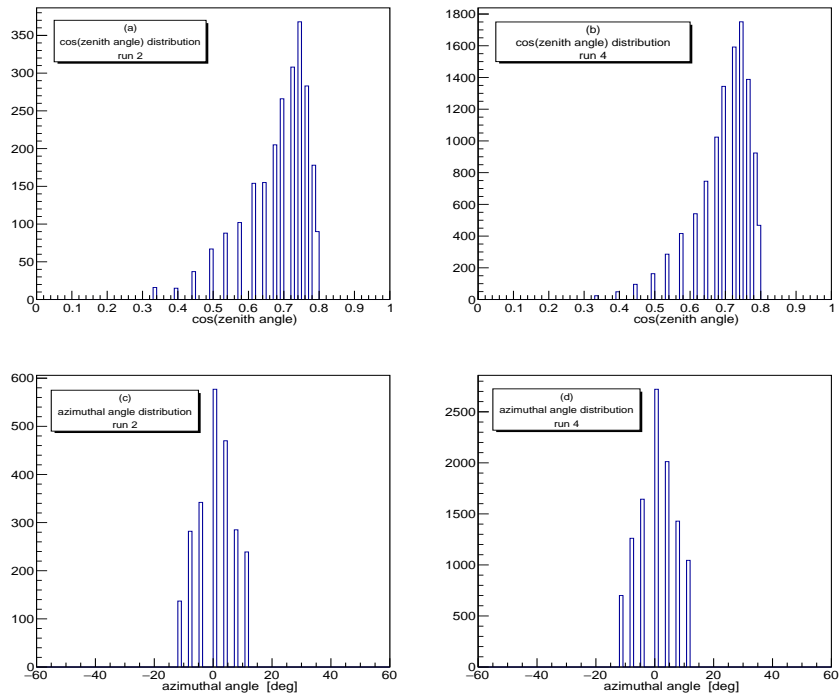 (a)
cos(zenith angle) distribution
run 2
350
300
250
200
150
100
50
0
0 0.1 0.2 0.3 0.4 0.5 0.6 0.7 0.8 0.9 1
cos(zenith angle)
(b)
cos(zenith angle) distribution
run 4
1800
1600
1400
1200
1000
800
600
400
200
0
0 0.1 0.2 0.3 0.4 0.5 0.6 0.7 0.8 0.9 1
cos(zenith angle)
(c)
azimuthal angle distribution
run 2
600
500
400
300
200
100
0
−60 −40 −20 0 20 40 60
azimuthal angle [deg]
(d)
azimuthal angle distribution
run 4
2500
2000
1500
1000
500
0
−60 −40 −20 0 20 40 60
azimuthal angle [deg]